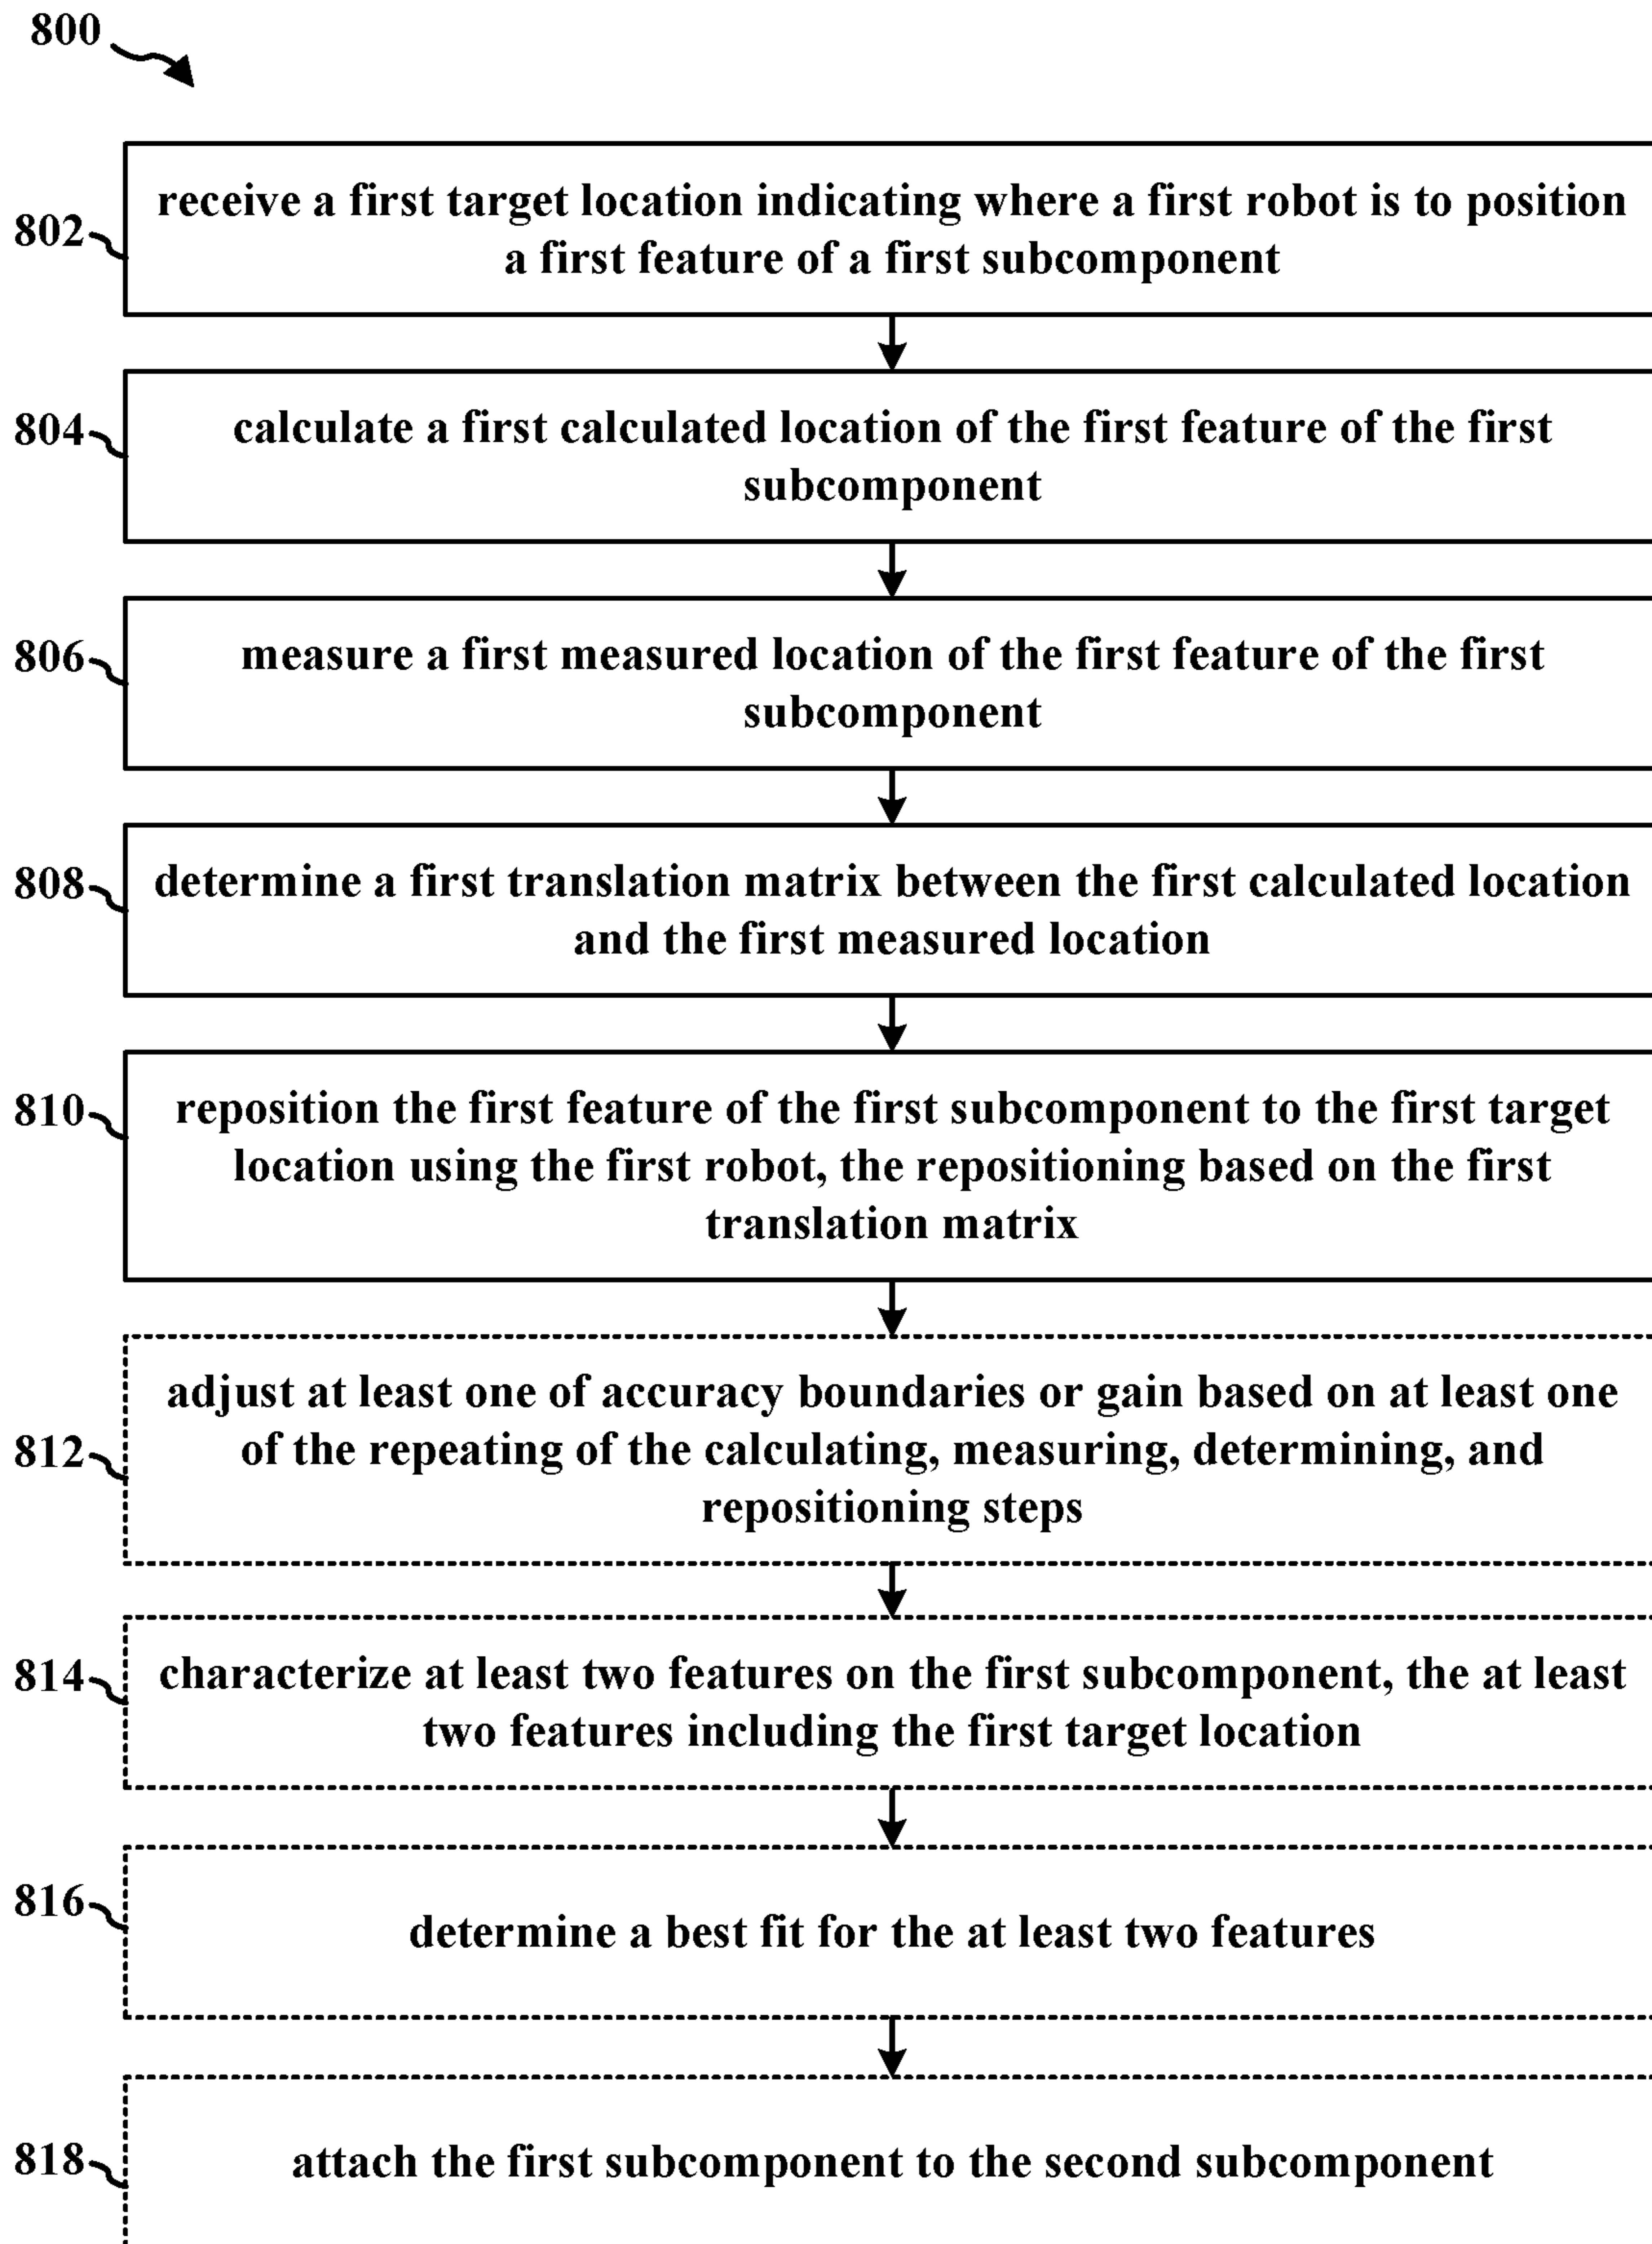 800
802
receive a first target location indicating where a first robot is to position
a first feature of a first subcomponent
804
calculate a first calculated location of the first feature of the first
subcomponent
806
measure a first measured location of the first feature of the first
subcomponent
808
determine a first translation matrix between the first calculated location
and the first measured location
810
reposition the first feature of the first subcomponent to the first target
location using the first robot, the repositioning based on the first
translation matrix
812
adjust at least one of accuracy boundaries or gain based on at least one
of the repeating of the calculating, measuring, determining, and
repositioning steps
814
characterize at least two features on the first subcomponent, the at least
two features including the first target location
816
determine a best fit for the at least two features
818
attach the first subcomponent to the second subcomponent